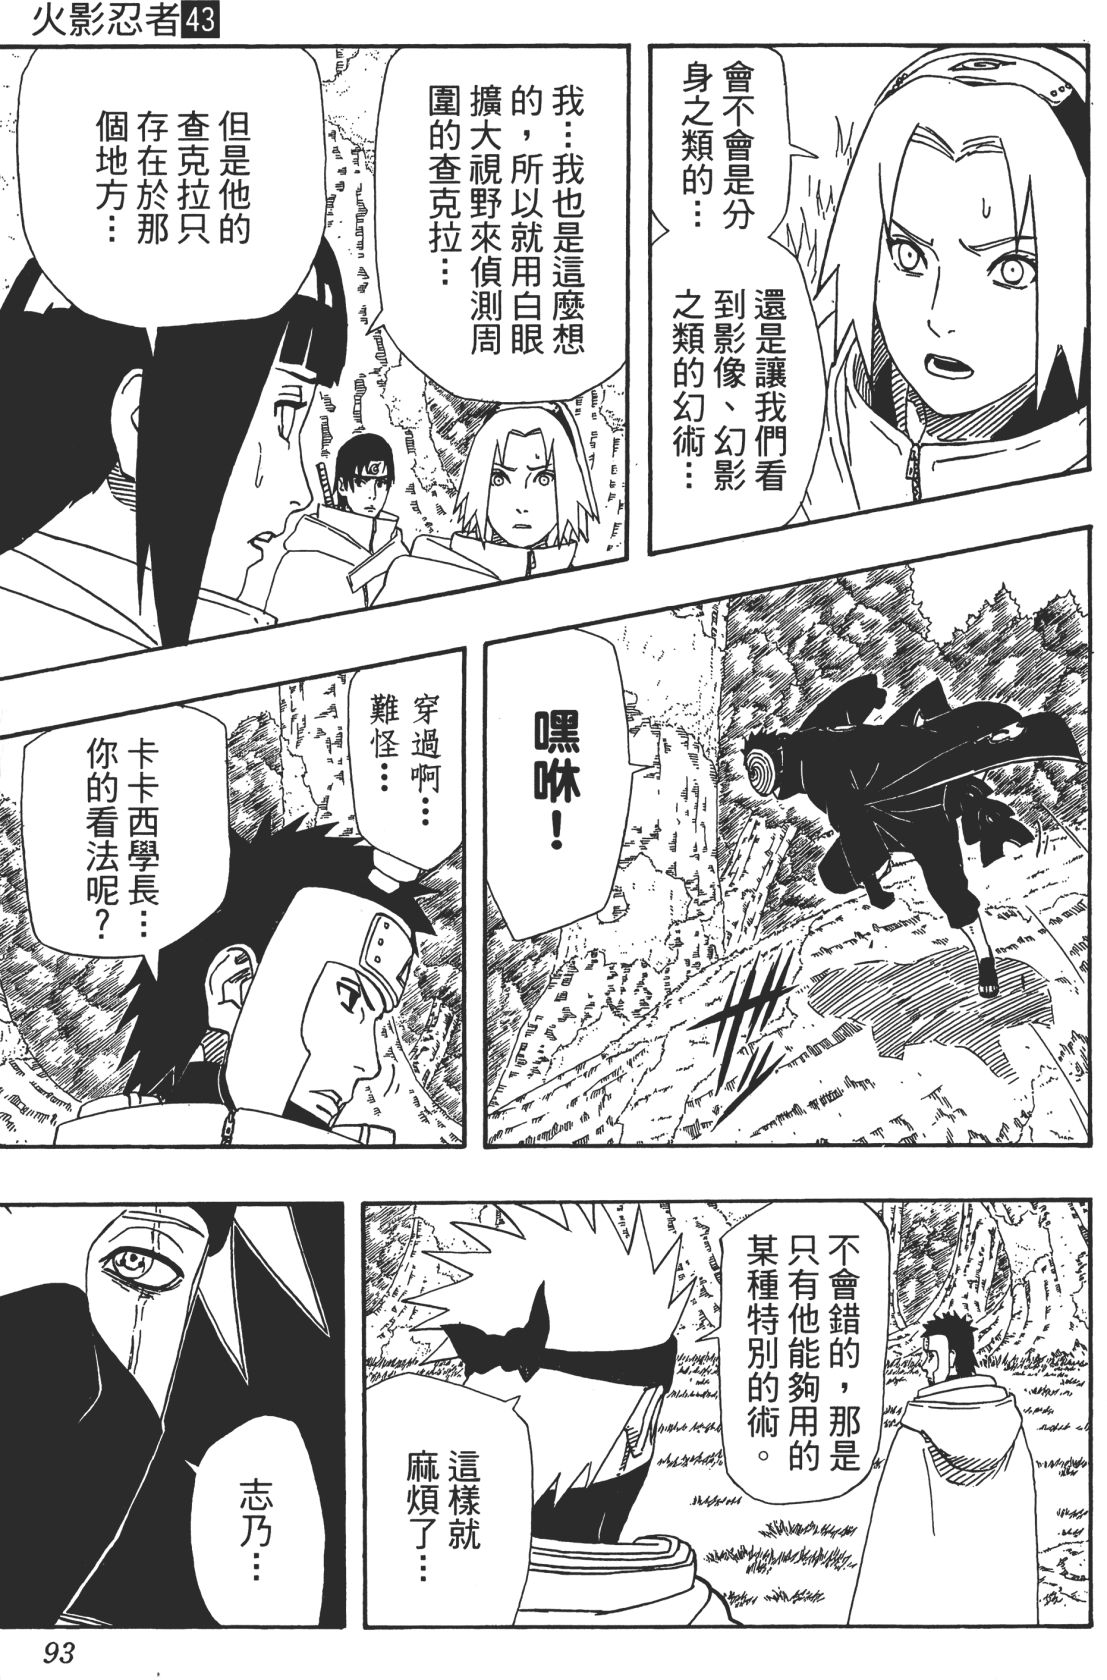 火影忍者43
會不會是分
身之類的…
還是讓我們看
到影像、幻影
之類的幻術…
我…我也是這麼想
的，所以就用白眼
擴大視野來偵測周
圍的查克拉…
但是他的
查克拉只
存在於那
個地方…
嘿咻！
穿過啊…
難怪…
卡卡西學長…
你的看法呢？
不會錯的，那是
只有他能夠用的
某種特別的術。
這樣就
麻煩了…
志乃…
93